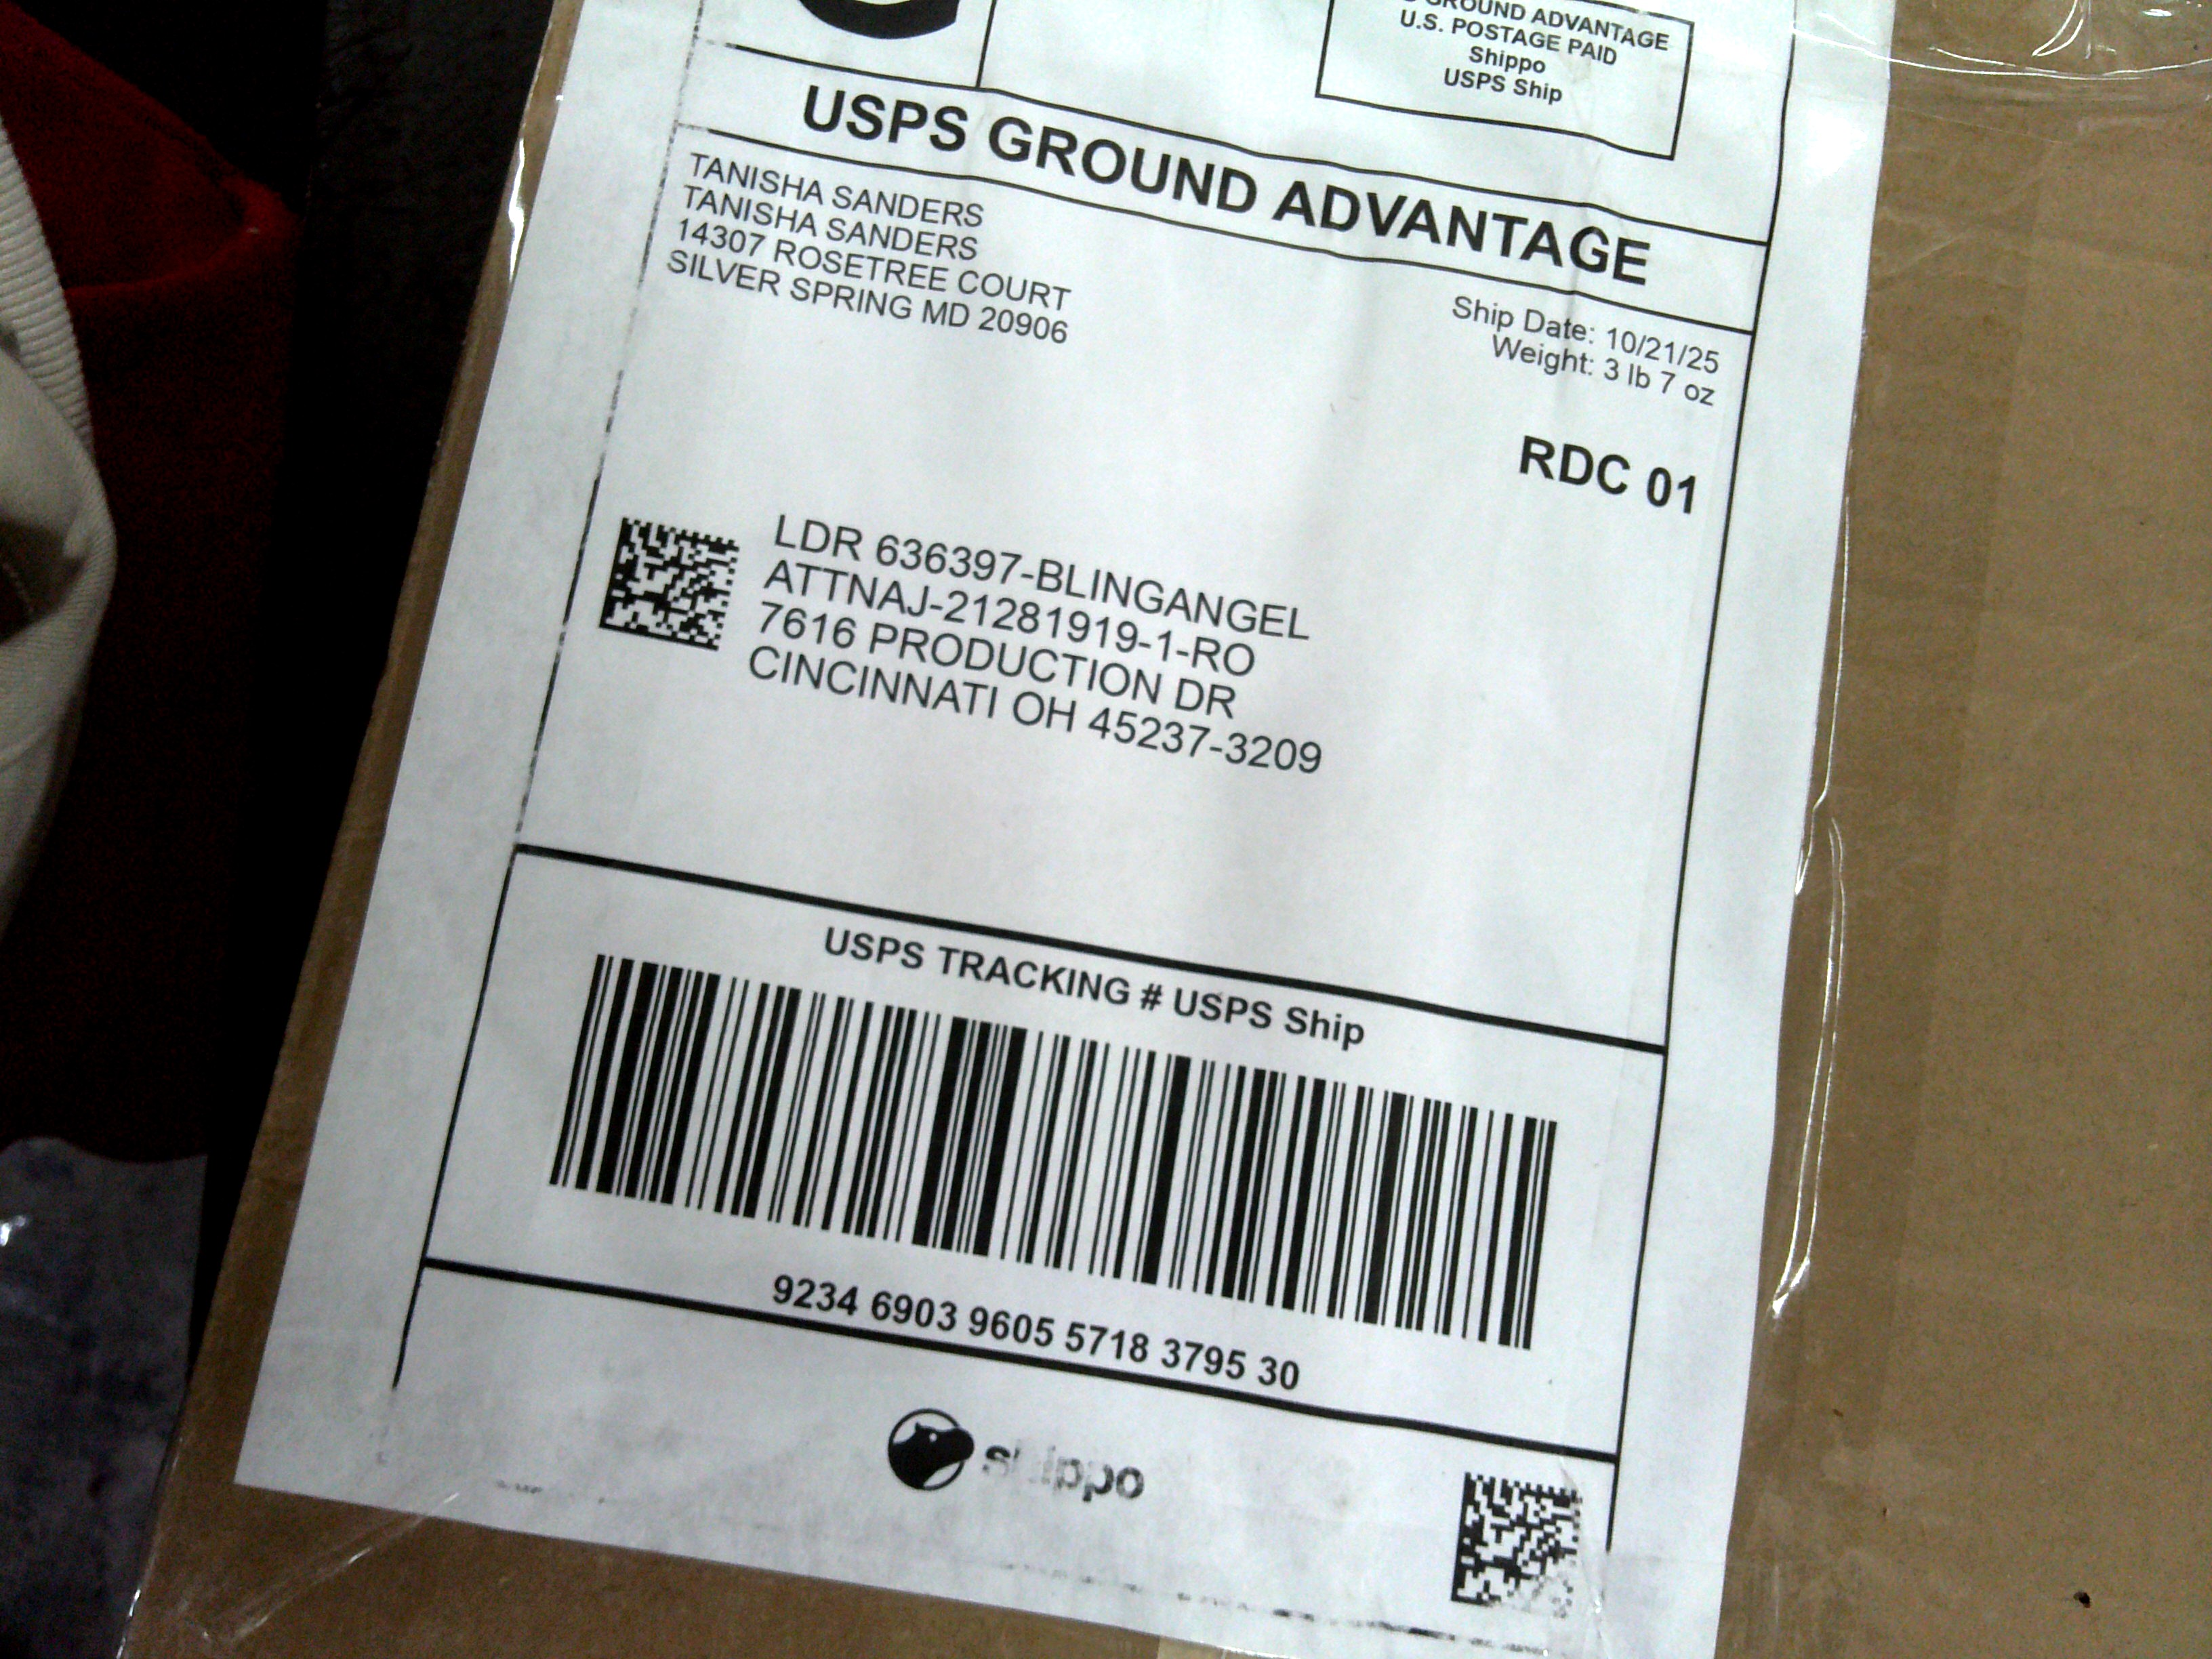 GROUND ADVANTAGE
U.S. POSTAGE PAID
Shippo
USPS Ship
USPS GROUND ADVANTAGE
TANISHA SANDERS
TANISHA SANDERS
14307 ROSETREE COURT
SILVER SPRING MD 20906
Ship Date: 10/21/25
Weight: 3 lb 7 oz
RDC 01
LDR 636397-BLINGANGEL
ATTNAJ-21281919-1-RO
7616 PRODUCTION DR
CINCINNATI OH 45237-3209
USPS TRACKING # USPS Ship
9234 6903 9605 5718 3795 30
shippo